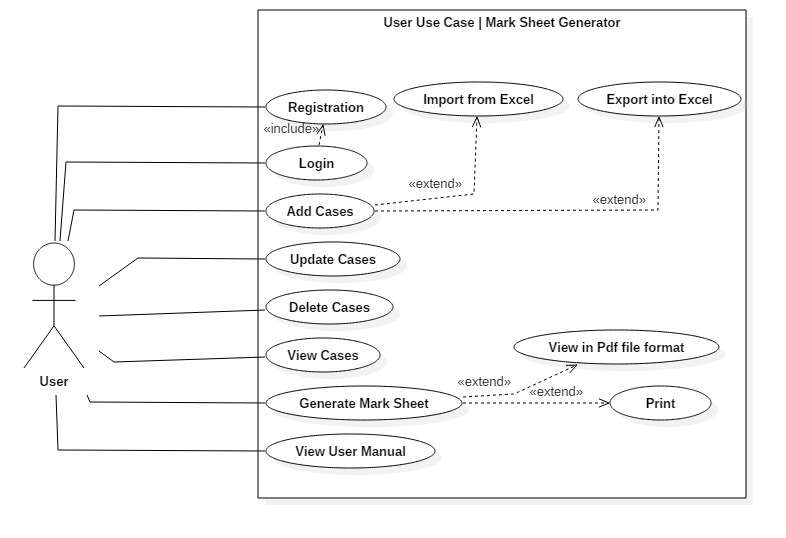 User Use Case | Mark Sheet Generator
Registration
Import from Excel
Export into Excel
«include»
Login
«extend»
«extend»
Add Cases
Update Cases
Delete Cases
View Cases
View in Pdf file format
User
«extend»
«extend»
Generate Mark Sheet
Print
View User Manual